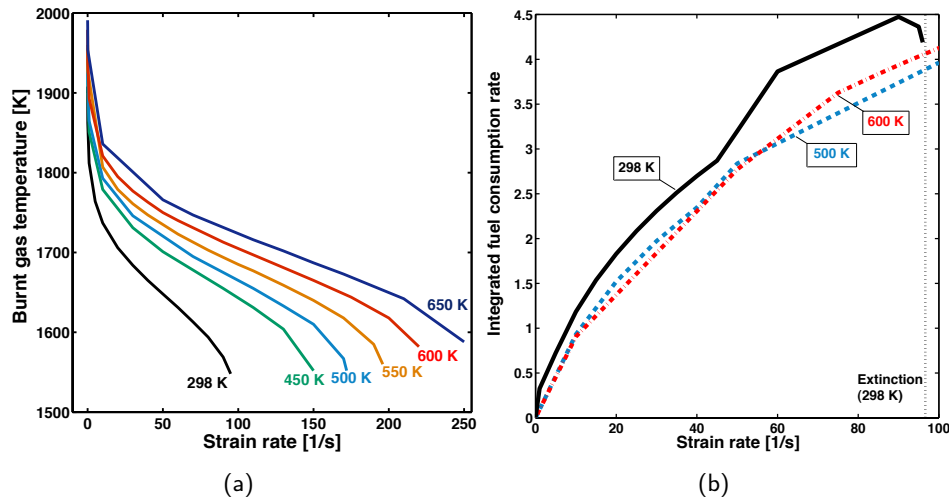 Burnt gas temperature [K]
2000
1900
1800
1700
1600
1500
0
50
100
150
200
250
Strain rate [1/s]
298 K
450 K
500 K
550 K
600 K
650 K
(a)
Integrated fuel consumption rate
4.5
4
3.5
3
2.5
2
1.5
1
0.5
0
0
20
40
60
80
100
Strain rate [1/s]
298 K
600 K
500 K
Extinction
(298 K)
(b)